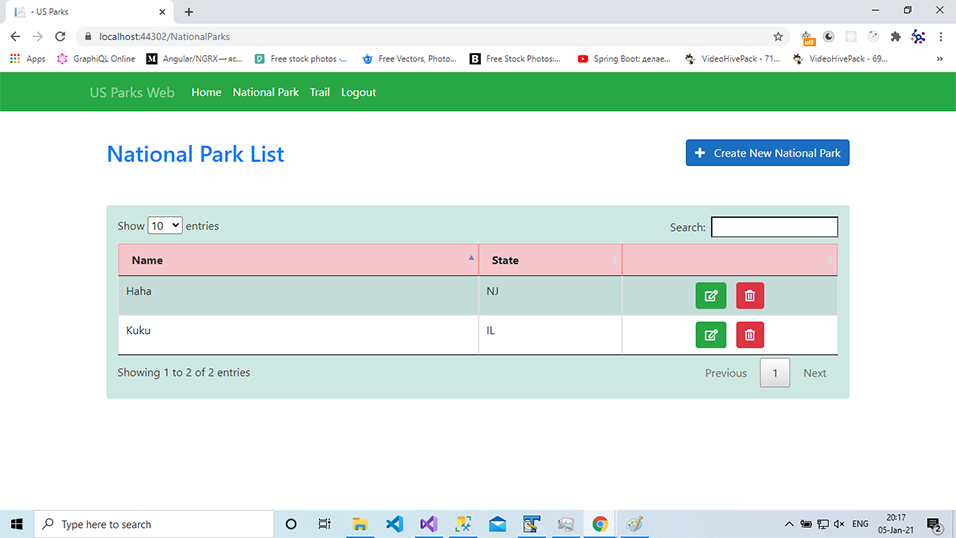 - US Parks
localhost:44302/NationalParks
Apps GraphiQL Online Angular/NGRX — яс... Free stock photos -... Free Vectors, Photo... Free Stock Photos:... Spring Boot: делае... VideoHivePack - 71... VideoHivePack - 69... »
off
US Parks Web Home National Park Trail Logout
National Park List
Create New National Park
Show 10 entries
Search:
Name State
Haha NJ
Kuku IL
Showing 1 to 2 of 2 entries
Previous 1 Next
Type here to search
ENG
20:17
05-Jan-21
2